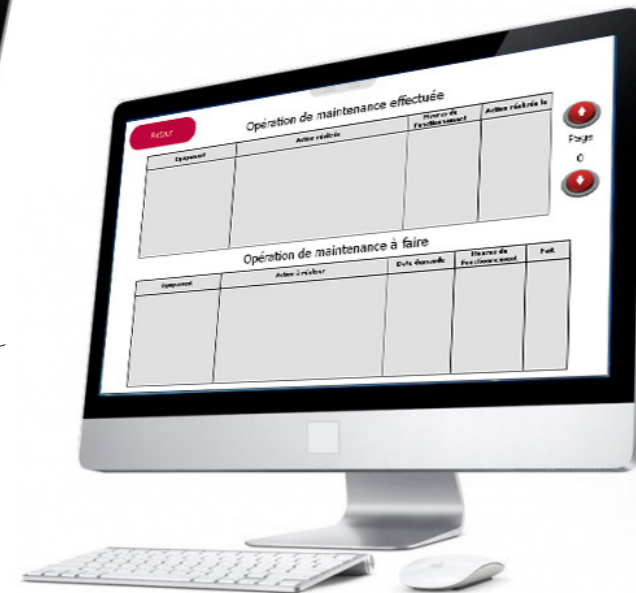 Retour
Opération de maintenance effectuée
Equipement
Action réalisée
Heures de
Fonctionnement
Action réalisée le
Page
0
Opération de maintenance à faire
Equipement
Action à réaliser
Date demande
Heures de
Fonctionnement
Fait